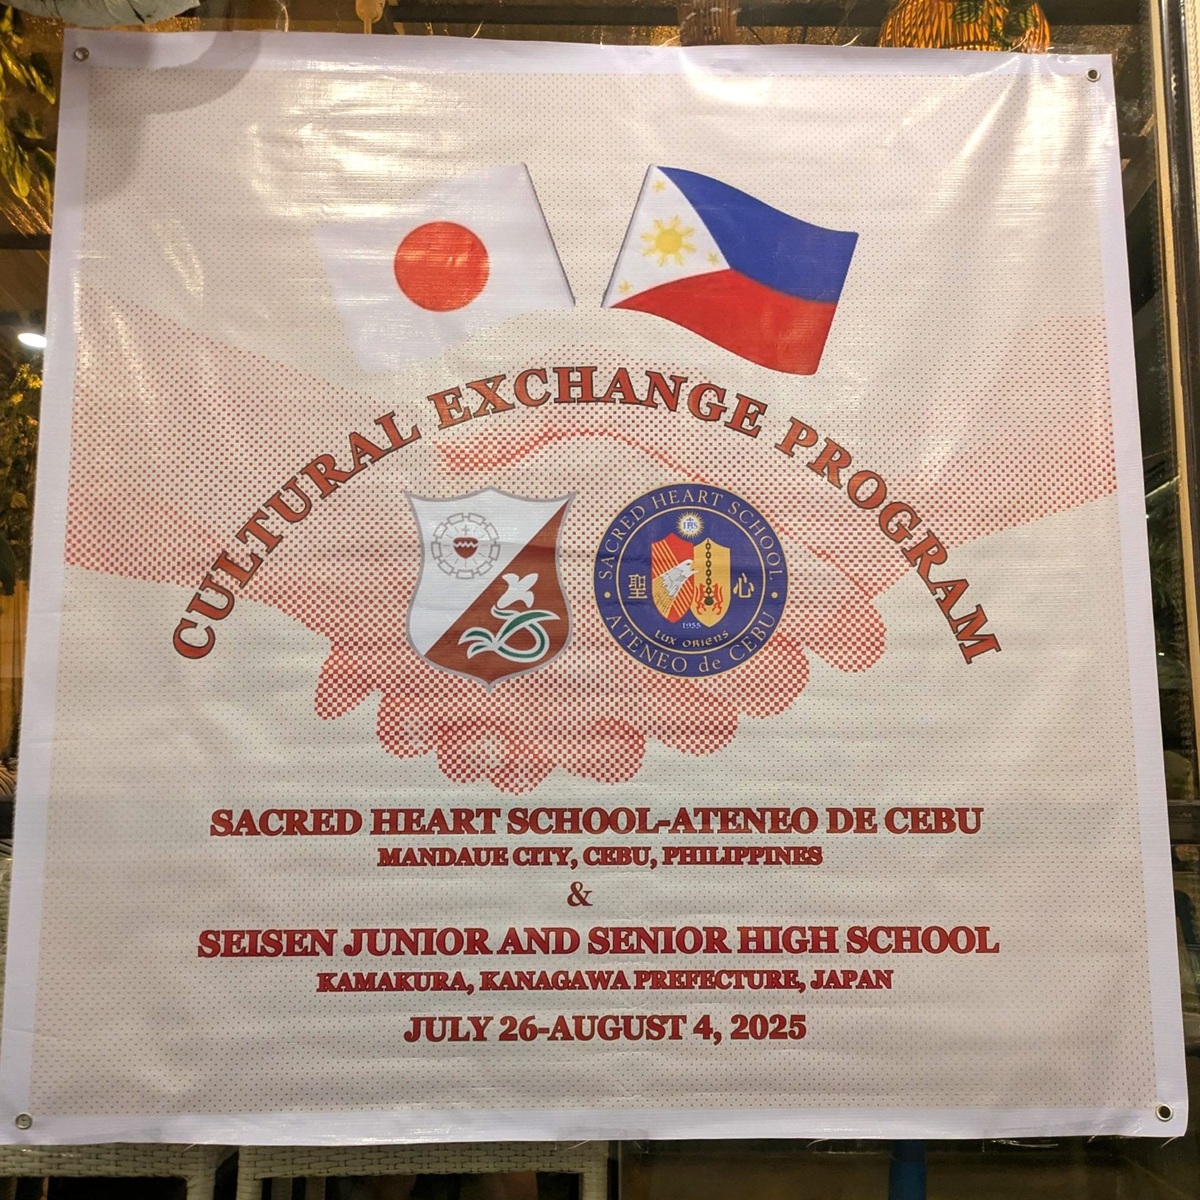 CULTURAL EXCHANGE PROGRAM
SACRED HEART SCHOOL
IHS
聖 心
1955
LUX ORIENS
ATENEO de CEBU
SACRED HEART SCHOOL-ATENEO DE CEBU
MANDAUE CITY, CEBU, PHILIPPINES
&
SEISEN JUNIOR AND SENIOR HIGH SCHOOL
KAMAKURA, KANAGAWA PREFECTURE, JAPAN
JULY 26-AUGUST 4, 2025